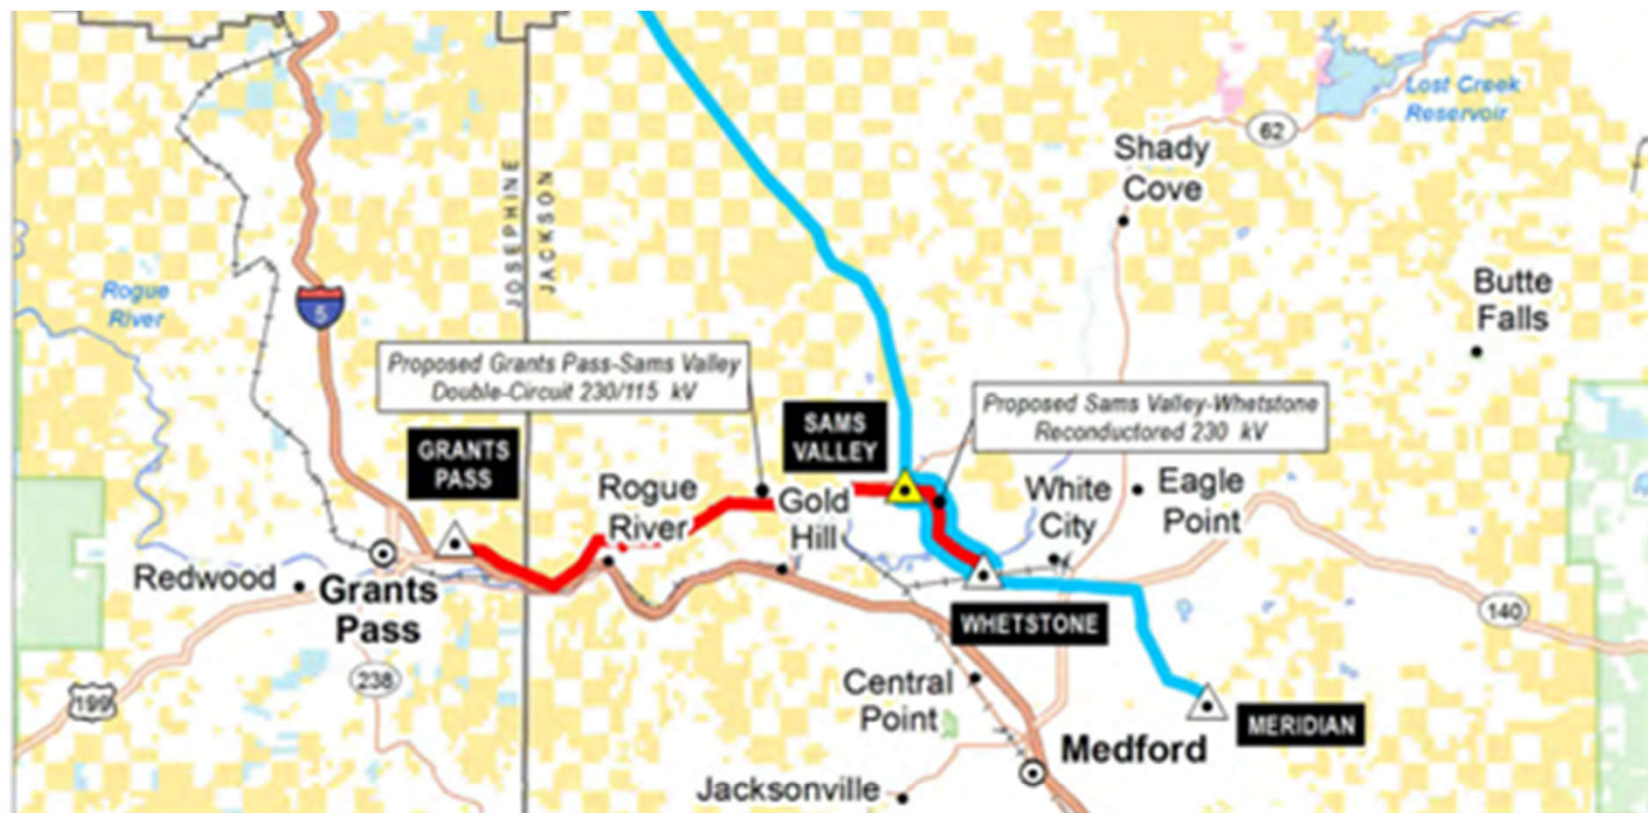 Lost Creek
Reservoir
62
Shady
Cove
JOSEPHINE
JACKSON
Rogue
River
5
Butte
Falls
Proposed Grants Pass-Sams Valley
Double-Circuit 230/115 kV
Proposed Sams Valley-Whetstone
Reconductored 230 kV
SAMS
VALLEY
GRANTS
PASS
Rogue
River
Gold
Hill
White
City
Eagle
Point
Redwood
Grants
Pass
WHETSTONE
140
238
199
Central
Point
MERIDIAN
Medford
Jacksonville